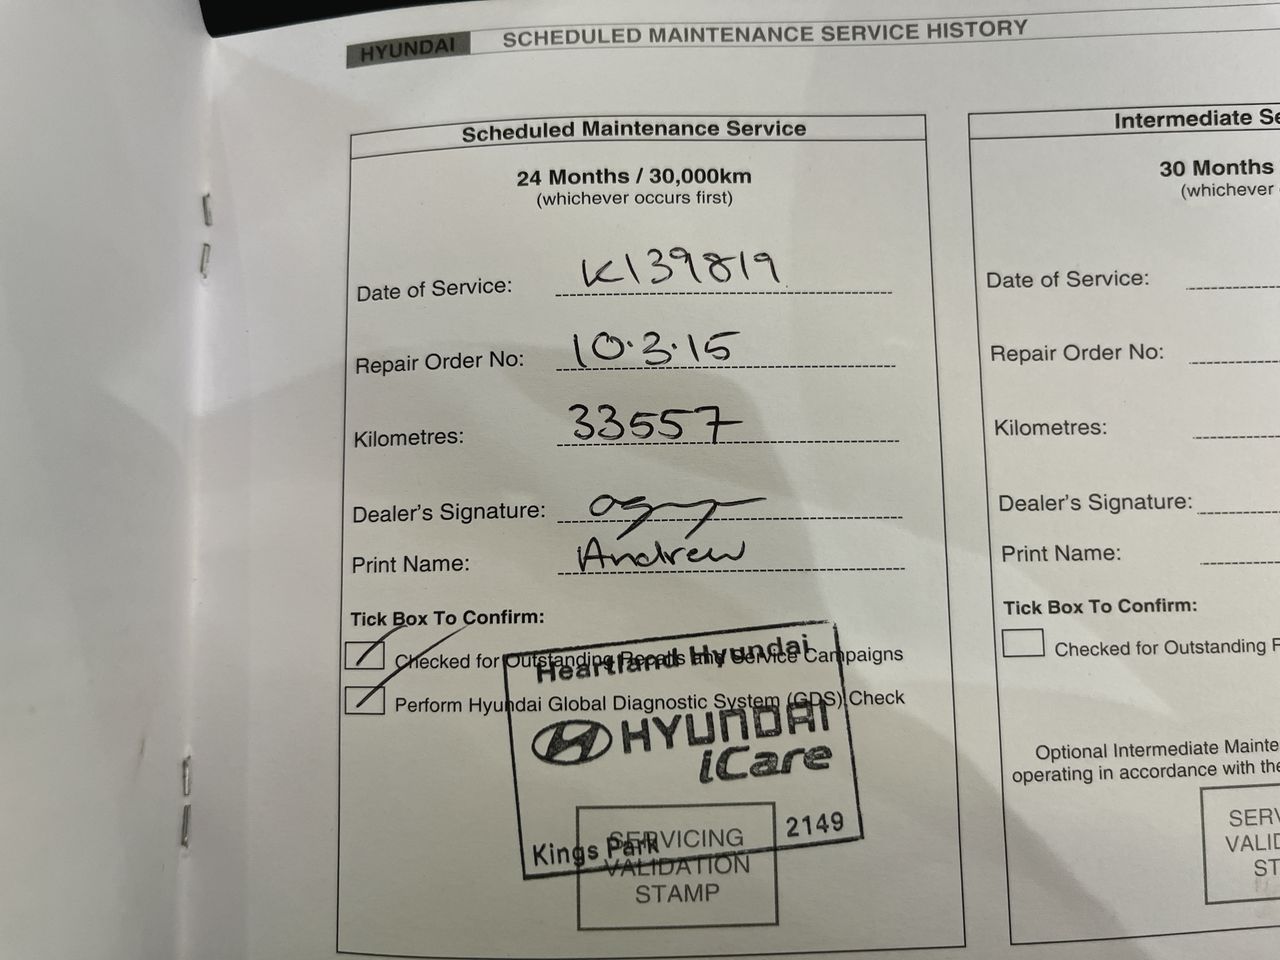 HYUNDAI SCHEDULED MAINTENANCE SERVICE HISTORY
Scheduled Maintenance Service
24 Months / 30,000km
(whichever occurs first)
Date of Service: K139819
Repair Order No: 10.3.15
Kilometres: 33557
Dealer's Signature:
Print Name: Andrew
Tick Box To Confirm:
Checked for Outstanding Recalls and Service Campaigns
Perform Hyundai Global Diagnostic System (GDS) Check
Heartland Hyundai
HYUNDAI
iCare
Kings Park 2149
SERVICING
VALIDATION
STAMP
Intermediate Se
30 Months
(whichever
Date of Service:
Repair Order No:
Kilometres:
Dealer's Signature:
Print Name:
Tick Box To Confirm:
Checked for Outstanding R
Optional Intermediate Mainte
operating in accordance with the
SERV
VALID
ST